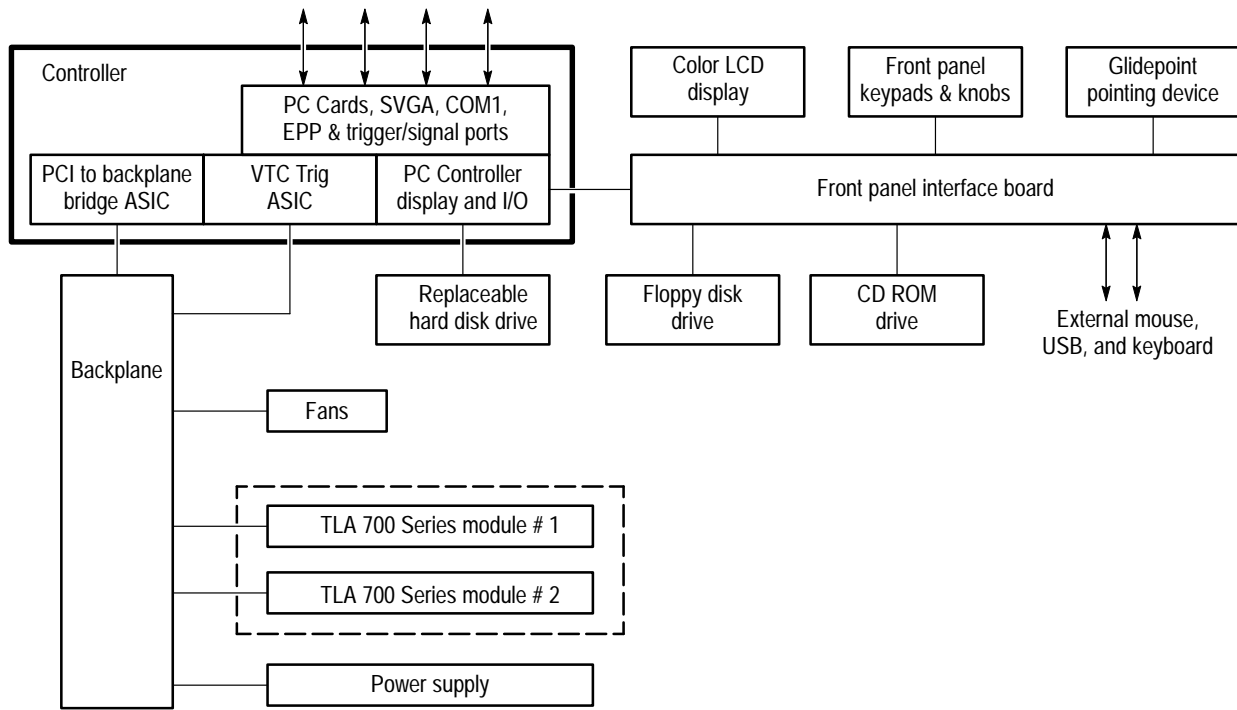 Controller
PC Cards, SVGA, COM1,
EPP & trigger/signal ports
PCI to backplane
bridge ASIC
VTC Trig
ASIC
PC Controller
display and I/O
Color LCD
display
Front panel
keypads & knobs
Glidepoint
pointing device
Front panel interface board
Replaceable
hard disk drive
Floppy disk
drive
CD ROM
drive
External mouse,
USB, and keyboard
Backplane
Fans
TLA 700 Series module # 1
TLA 700 Series module # 2
Power supply